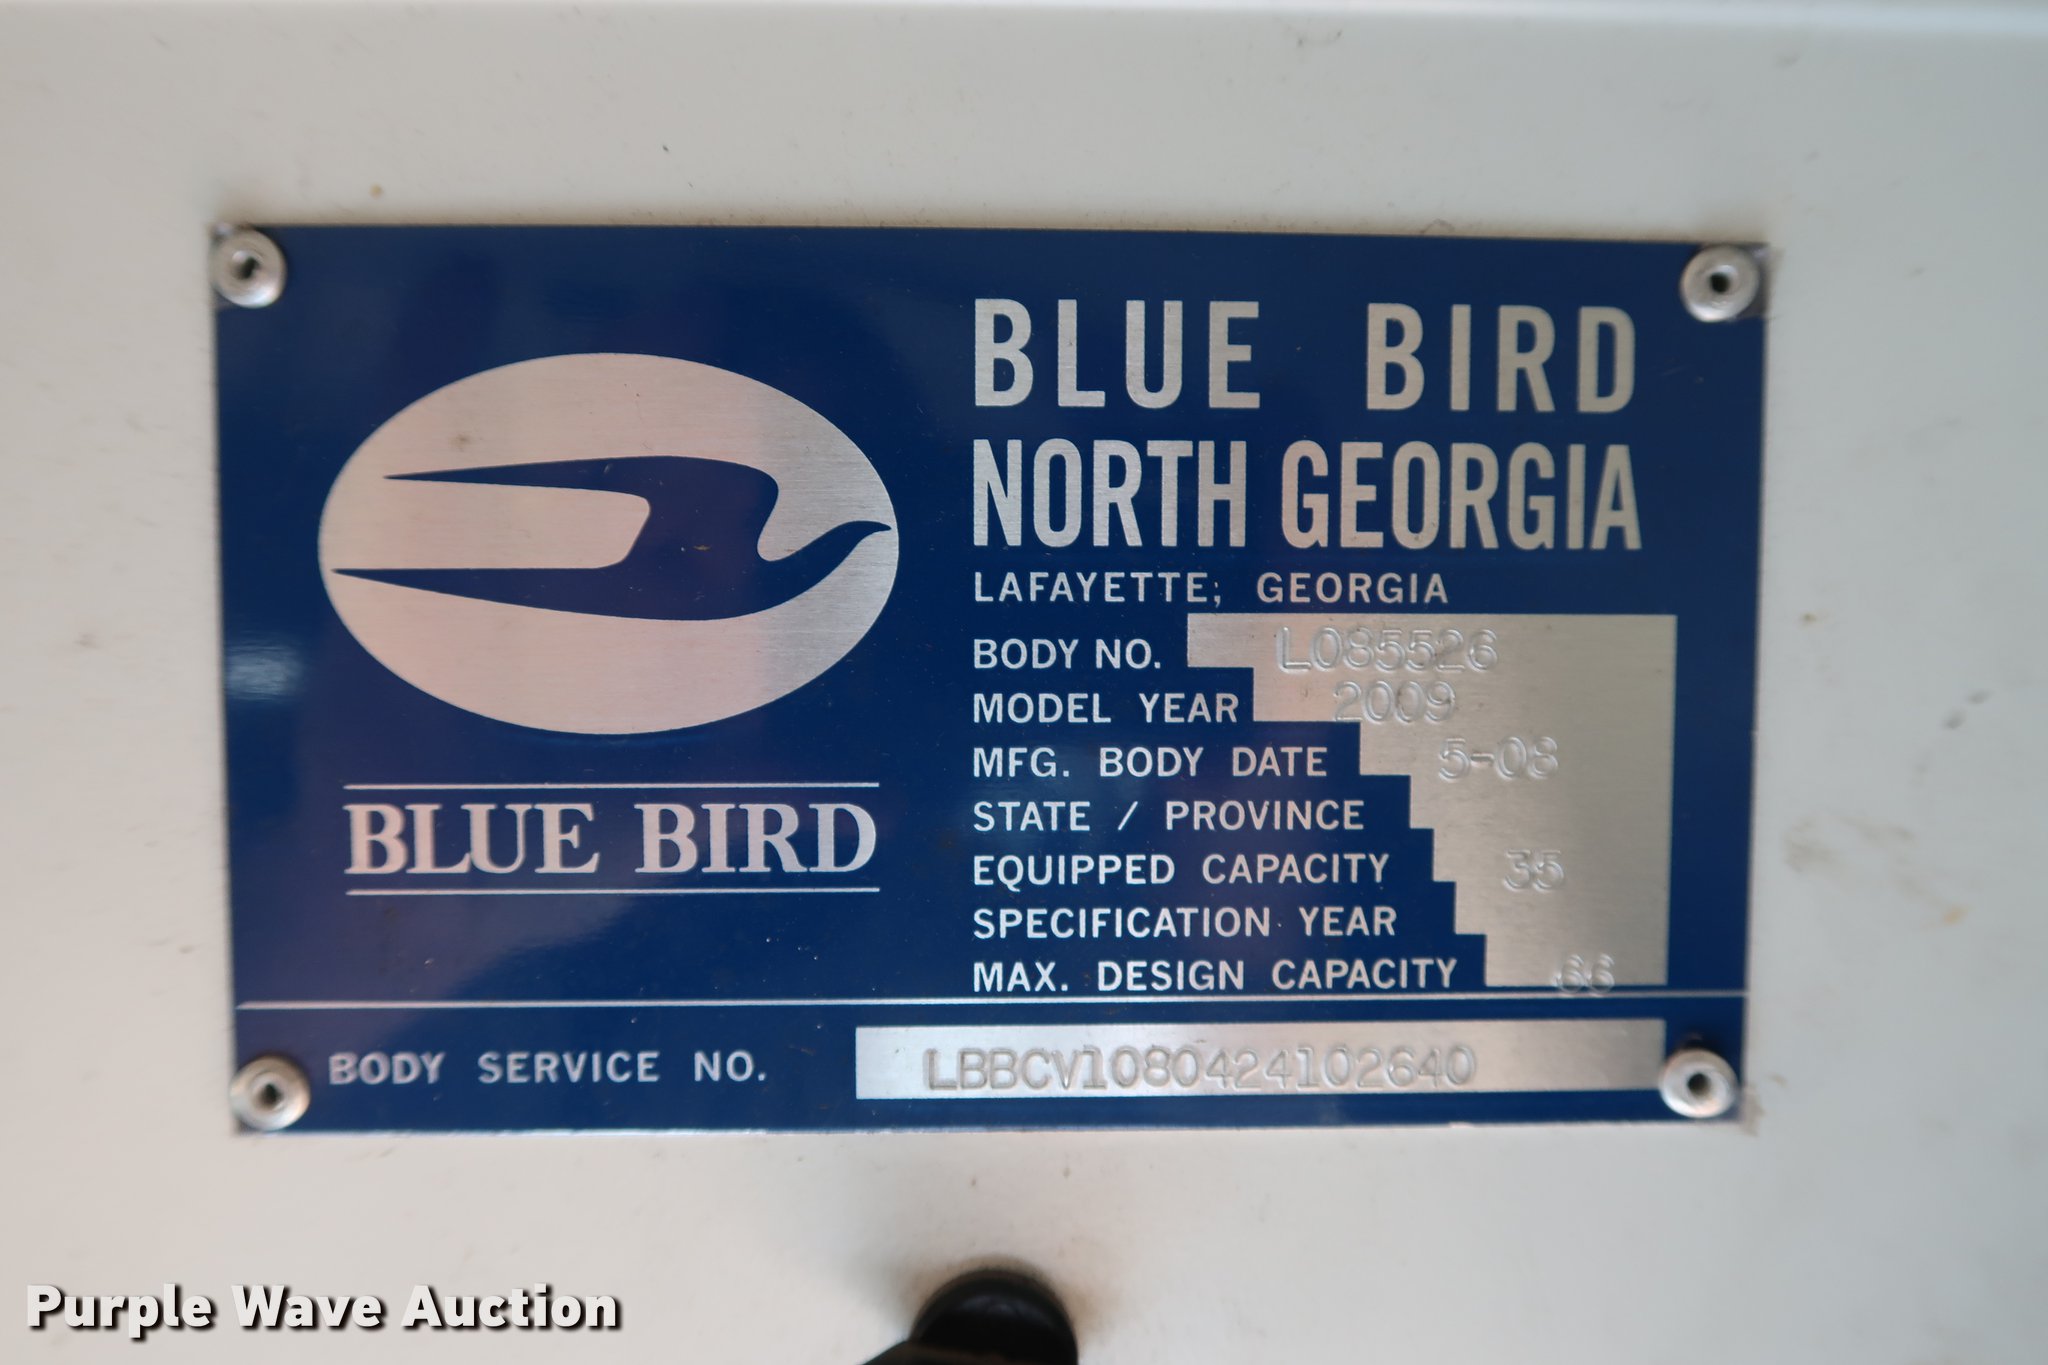 BLUE BIRD
NORTH GEORGIA
LAFAYETTE; GEORGIA
BODY NO. L085526
MODEL YEAR 2009
MFG. BODY DATE 5-08
STATE / PROVINCE
EQUIPPED CAPACITY 35
SPECIFICATION YEAR
MAX. DESIGN CAPACITY 66
BLUE BIRD
BODY SERVICE NO. LBBCV1080424102640
Purple Wave Auction